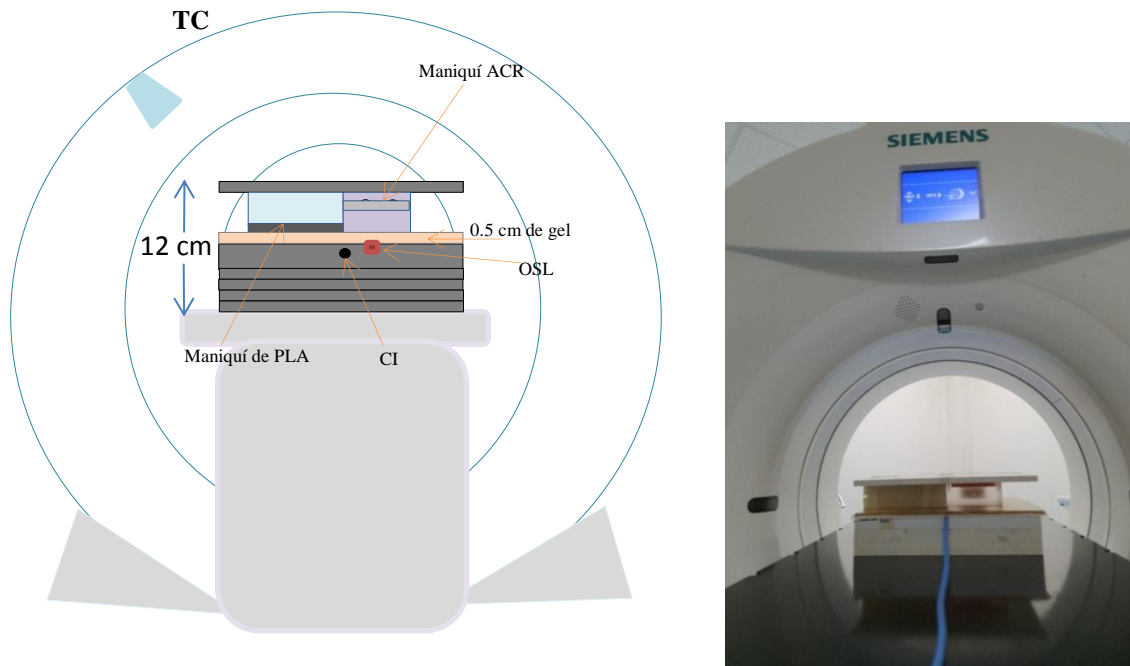 TC
Maniquí ACR
12 cm
0.5 cm de gel
OSL
Maniquí de PLA
CI
SIEMENS